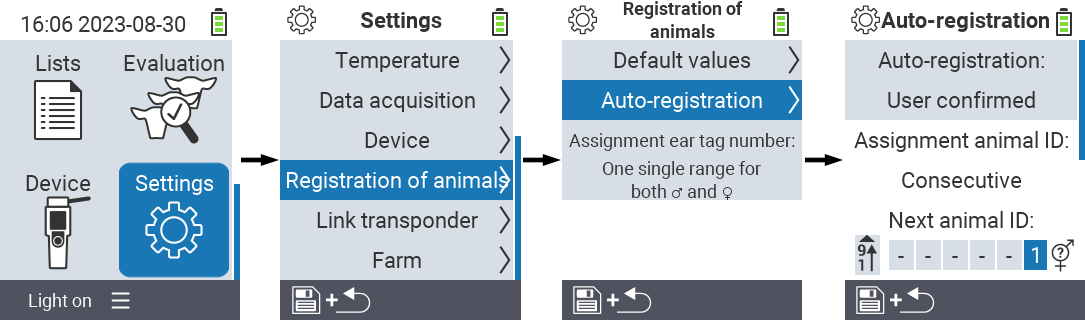 16:06 2023-08-30
Lists
Evaluation
Device
Settings
Light on
Settings
Temperature
Data acquisition
Device
Registration of animals
Link transponder
Farm
+
Registration of
animals
Default values
Auto-registration
Assignment ear tag number:
One single range for
both ♂ and ♀
+
Auto-registration
Auto-registration:
User confirmed
Assignment animal ID:
Consecutive
Next animal ID:
9
1
- - - - - 1
?
+